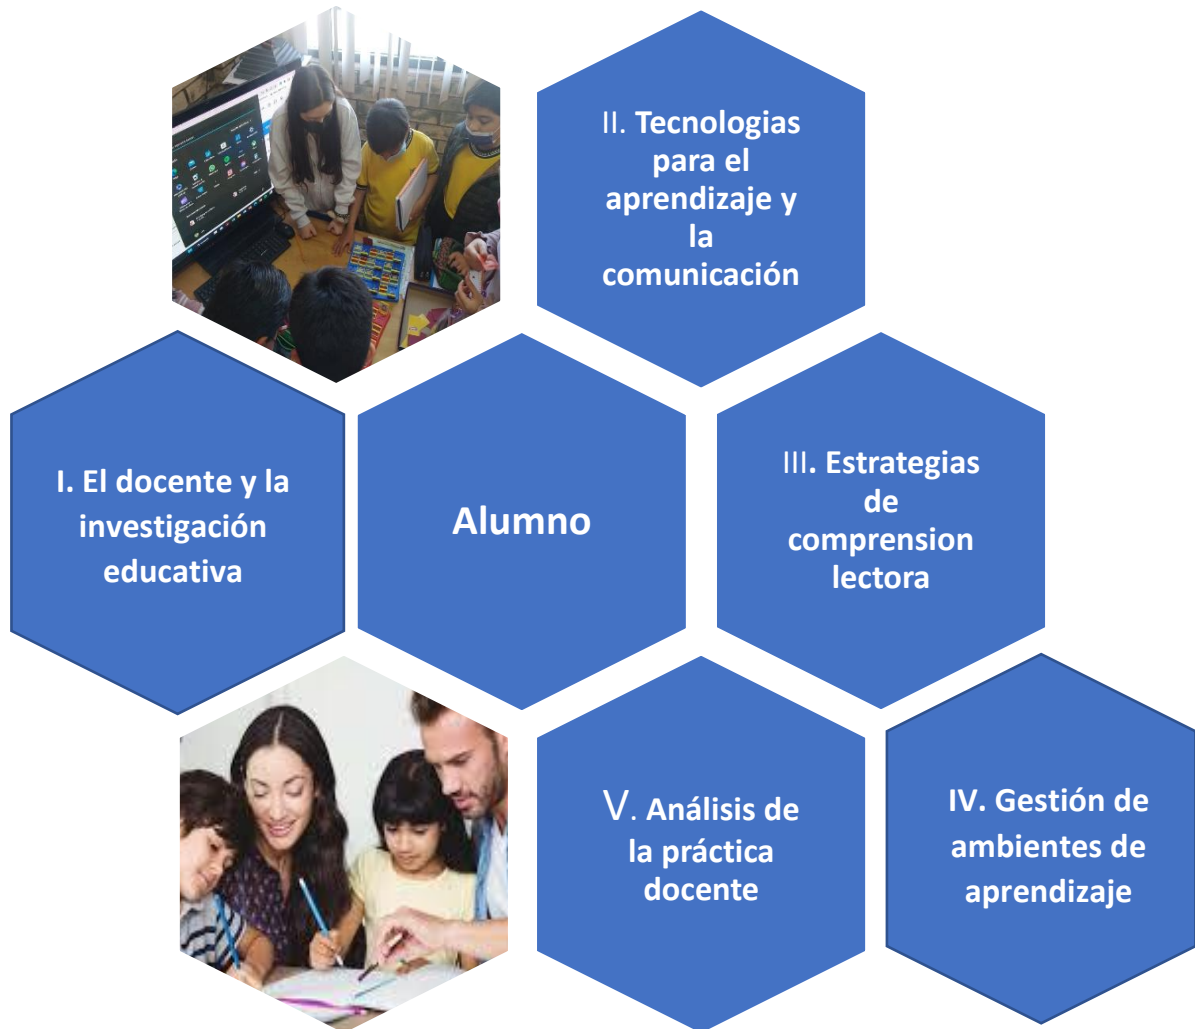 II. Tecnologias
para el
aprendizaje y
la
comunicación
I. El docente y la
investigación
educativa
Alumno
III. Estrategias
de
comprension
lectora
V. Análisis de
la práctica
docente
IV. Gestión de
ambientes de
aprendizaje